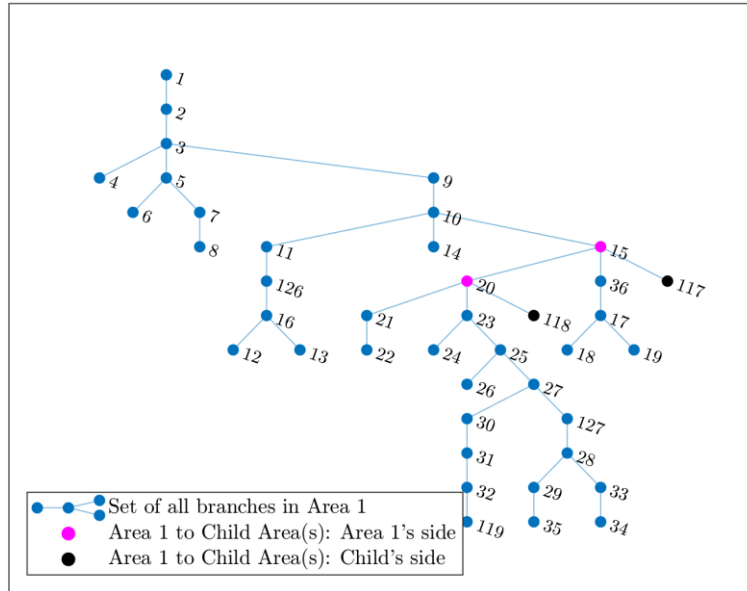 1
2
3
4 5 9
6 7 10
8 11 14 15
126 20 36 117
16 21 23 118 17
12 13 22 24 25 18 19
26 27
30 127
31 28
32 29 33
119 35 34
Set of all branches in Area 1
Area 1 to Child Area(s): Area 1's side
Area 1 to Child Area(s): Child's side